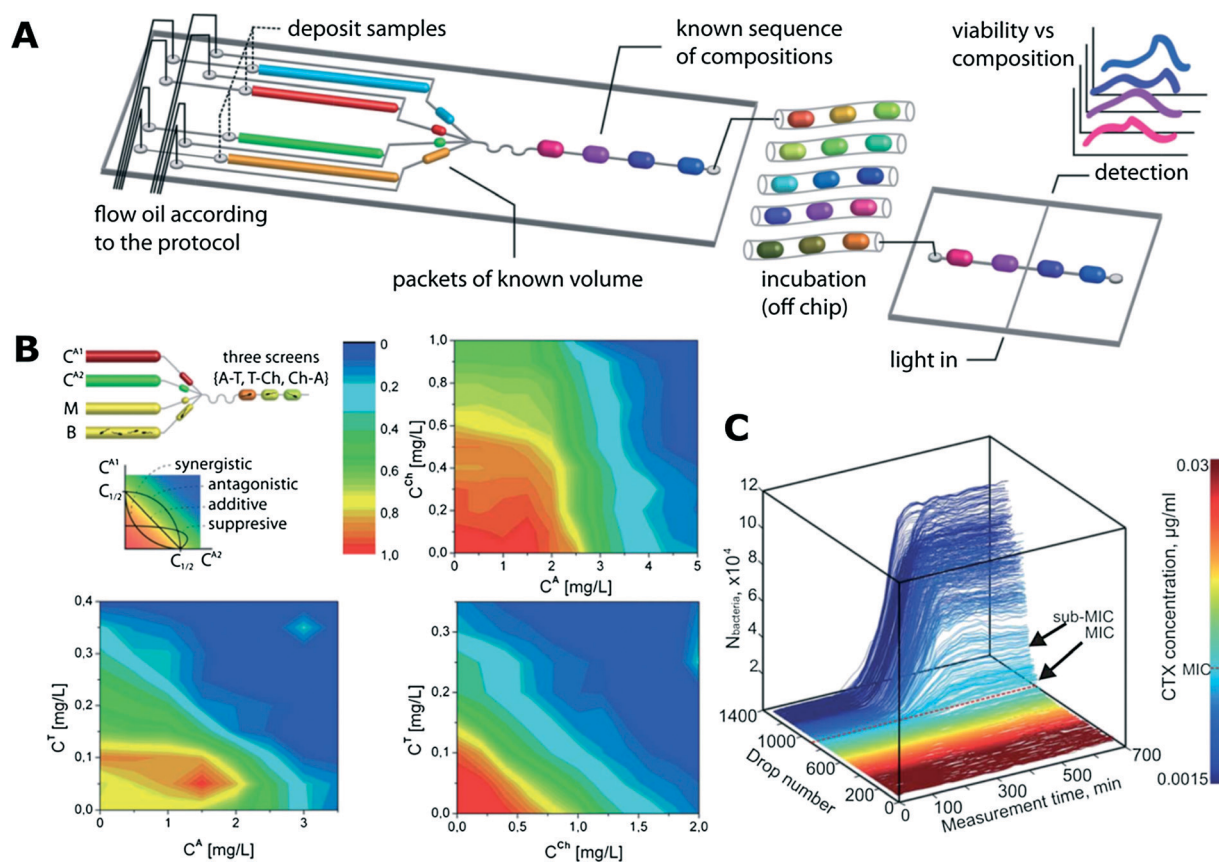 A
deposit samples
known sequence
of compositions
viability vs
composition
flow oil according
to the protocol
packets of known volume
incubation
(off chip)
detection
light in
B
C^A1
C^A2
M
B
three screens
{A-T, T-Ch, Ch-A}
C^A1
synergistic
antagonistic
additive
suppresive
C1/2
C1/2
C^A2
0
0,2
0,4
0,6
0,8
1,0
C^Ch [mg/L]
1.0
0.8
0.6
0.4
0.2
0.0
0
1
2
3
4
5
C^A [mg/L]
C^T [mg/L]
0.4
0.3
0.2
0.1
0.0
0
1
2
3
C^A [mg/L]
C^T [mg/L]
0.3
0.2
0.1
0.0
0,0
0,5
1,0
1,5
2,0
C^Ch [mg/L]
C
Nbacteria, x10^4
12
10
8
6
4
2
1400
1000
600
200
0
Drop number
0
100
300
500
700
Measurement time, min
sub-MIC
MIC
0.03
MIC
0.0015
CTX concentration, µg/ml